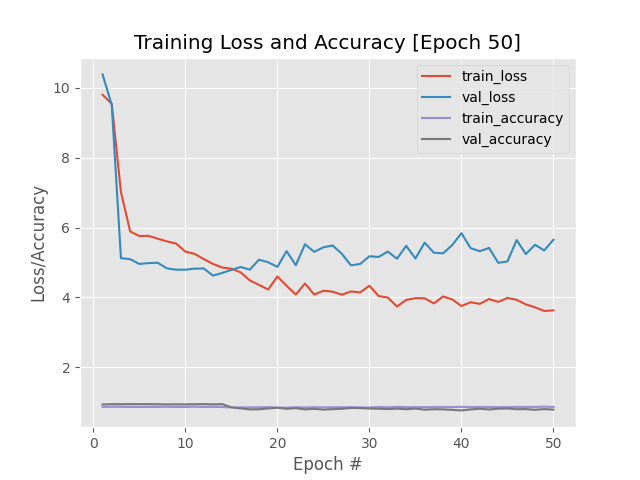 Training Loss and Accuracy [Epoch 50]
train_loss
val_loss
train_accuracy
val_accuracy
Loss/Accuracy
10
8
6
4
2
0 10 20 30 40 50
Epoch #